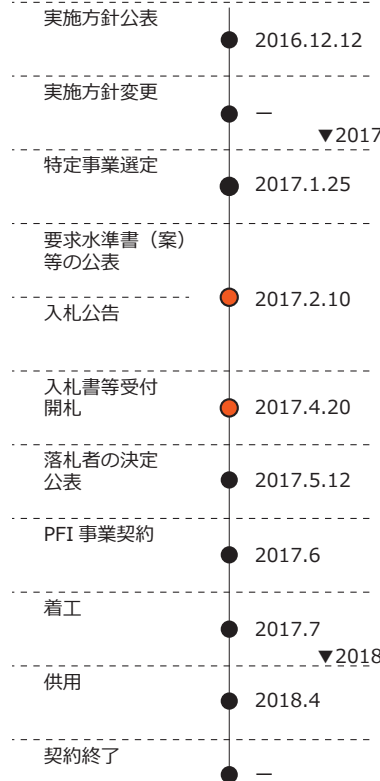 実施方針公表
2016.12.12
実施方針変更
—
▼2017
特定事業選定
2017.1.25
要求水準書（案）
等の公表
2017.2.10
入札公告
入札書等受付
開札
2017.4.20
落札者の決定
公表
2017.5.12
PFI 事業契約
2017.6
着工
2017.7
▼2018
供用
2018.4
契約終了
—